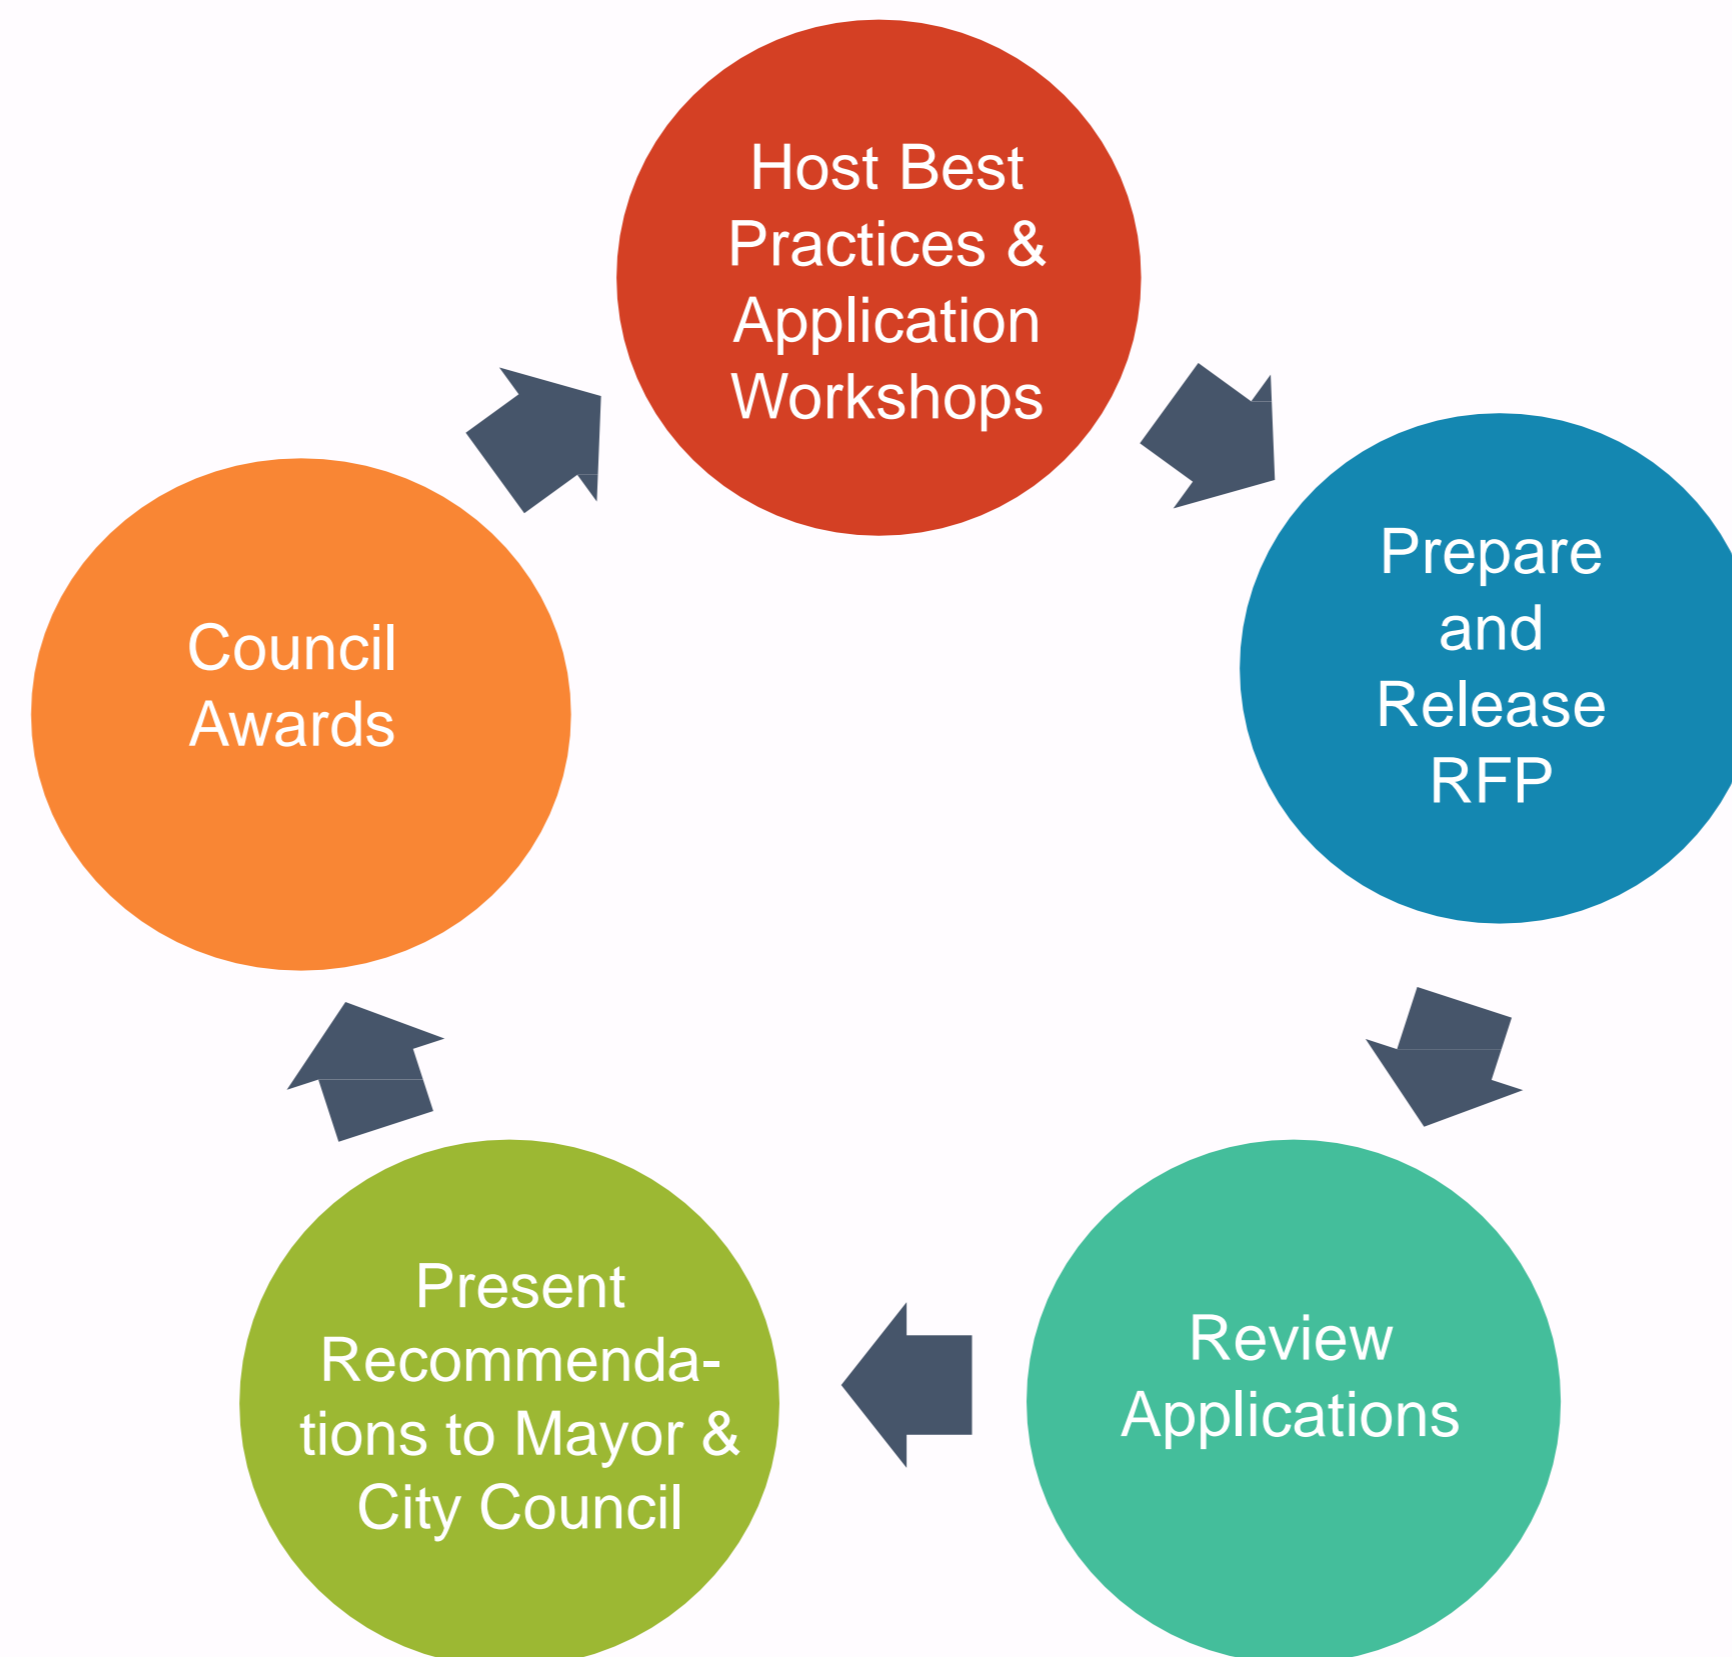 Host Best
Practices &
Application
Workshops
Prepare
and
Release
RFP
Review
Applications
Present
Recommenda-
tions to Mayor &
City Council
Council
Awards